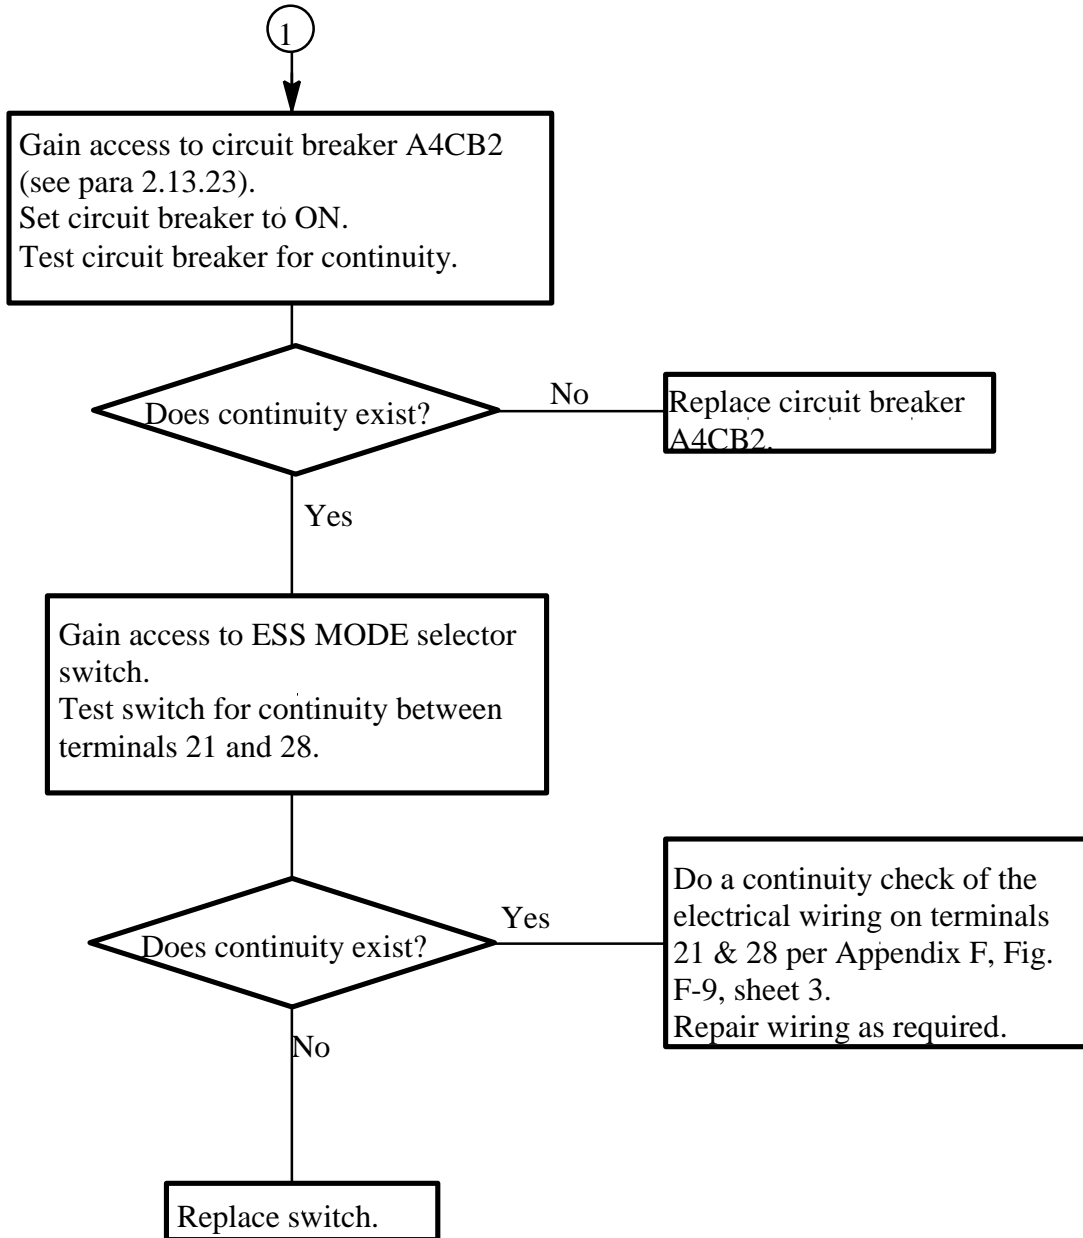 1
Gain access to circuit breaker A4CB2
(see para 2.13.23).
Set circuit breaker to ON.
Test circuit breaker for continuity.
Does continuity exist?
No
Replace circuit breaker
A4CB2.
Yes
Gain access to ESS MODE selector
switch.
Test switch for continuity between
terminals 21 and 28.
Does continuity exist?
Yes
Do a continuity check of the
electrical wiring on terminals
21 & 28 per Appendix F, Fig.
F-9, sheet 3.
Repair wiring as required.
No
Replace switch.